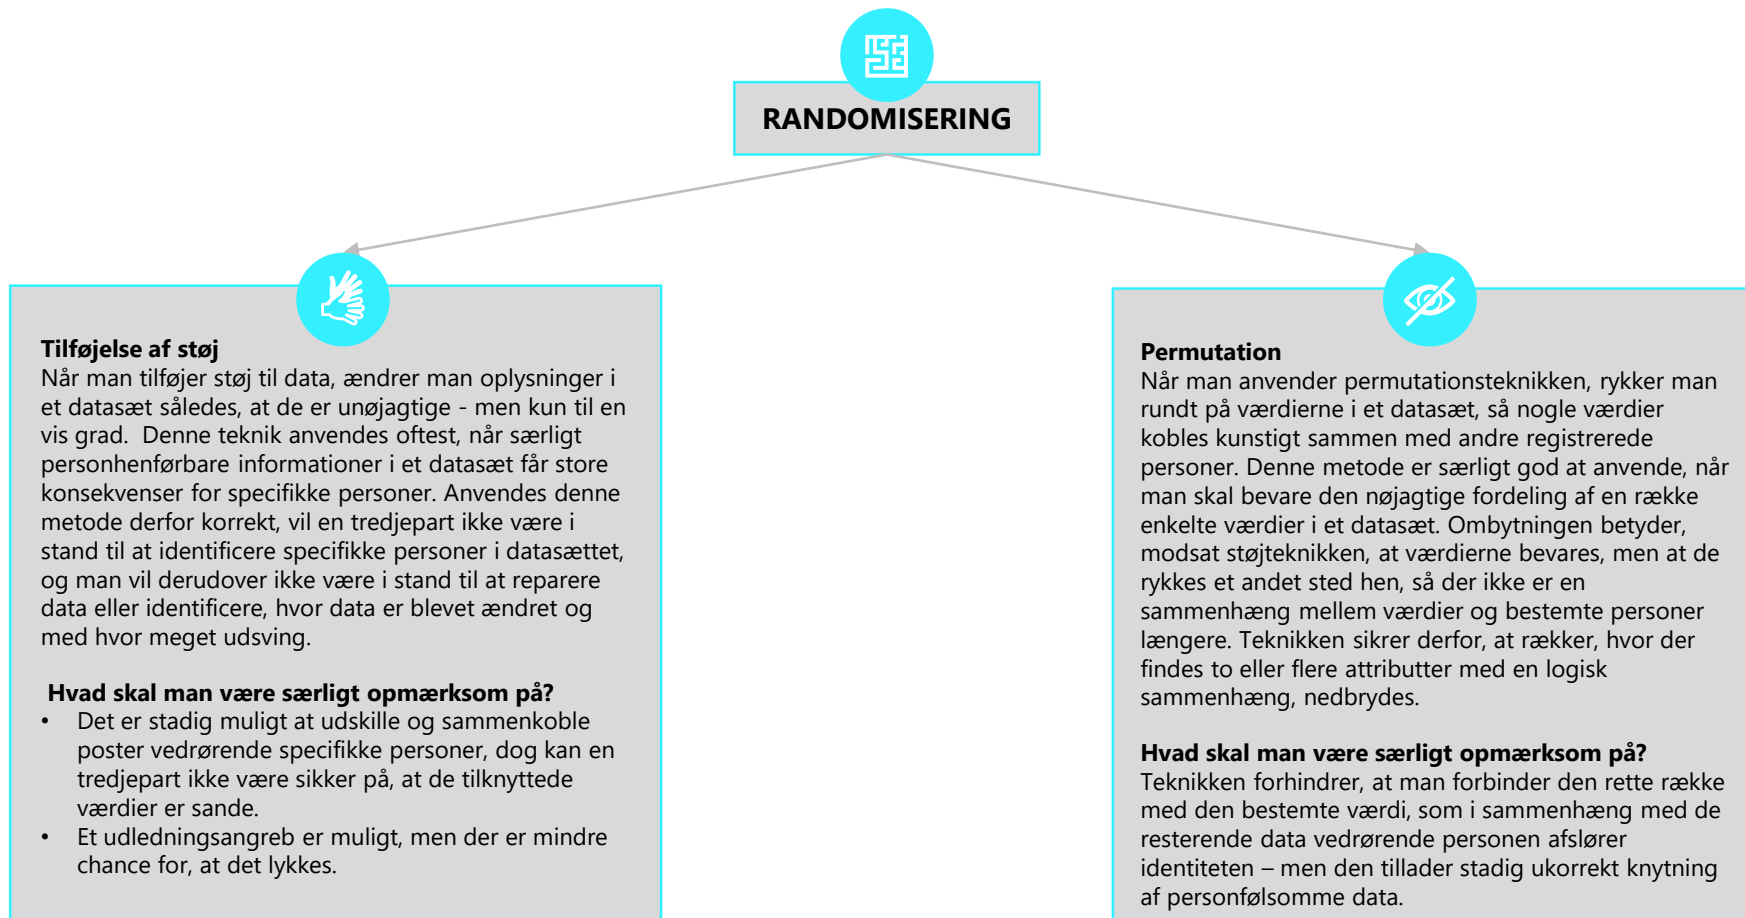 RANDOMISERING
Tilføjelse af støj
Når man tilføjer støj til data, ændrer man oplysninger i
et datasæt således, at de er unøjagtige - men kun til en
vis grad.  Denne teknik anvendes oftest, når særligt
personhenførbare informationer i et datasæt får store
konsekvenser for specifikke personer. Anvendes denne
metode derfor korrekt, vil en tredjepart ikke være i
stand til at identificere specifikke personer i datasættet,
og man vil derudover ikke være i stand til at reparere
data eller identificere, hvor data er blevet ændret og
med hvor meget udsving.
Hvad skal man være særligt opmærksom på?
• Det er stadig muligt at udskille og sammenkoble
poster vedrørende specifikke personer, dog kan en
tredjepart ikke være sikker på, at de tilknyttede
værdier er sande.
• Et udledningsangreb er muligt, men der er mindre
chance for, at det lykkes.
Permutation
Når man anvender permutationsteknikken, rykker man
rundt på værdierne i et datasæt, så nogle værdier
kobles kunstigt sammen med andre registrerede
personer. Denne metode er særligt god at anvende, når
man skal bevare den nøjagtige fordeling af en række
enkelte værdier i et datasæt. Ombytningen betyder,
modsat støjteknikken, at værdierne bevares, men at de
rykkes et andet sted hen, så der ikke er en
sammenhæng mellem værdier og bestemte personer
længere. Teknikken sikrer derfor, at rækker, hvor der
findes to eller flere attributter med en logisk
sammenhæng, nedbrydes.
Hvad skal man være særligt opmærksom på?
Teknikken forhindrer, at man forbinder den rette række
med den bestemte værdi, som i sammenhæng med de
resterende data vedrørende personen afslører
identiteten – men den tillader stadig ukorrekt knytning
af personfølsomme data.